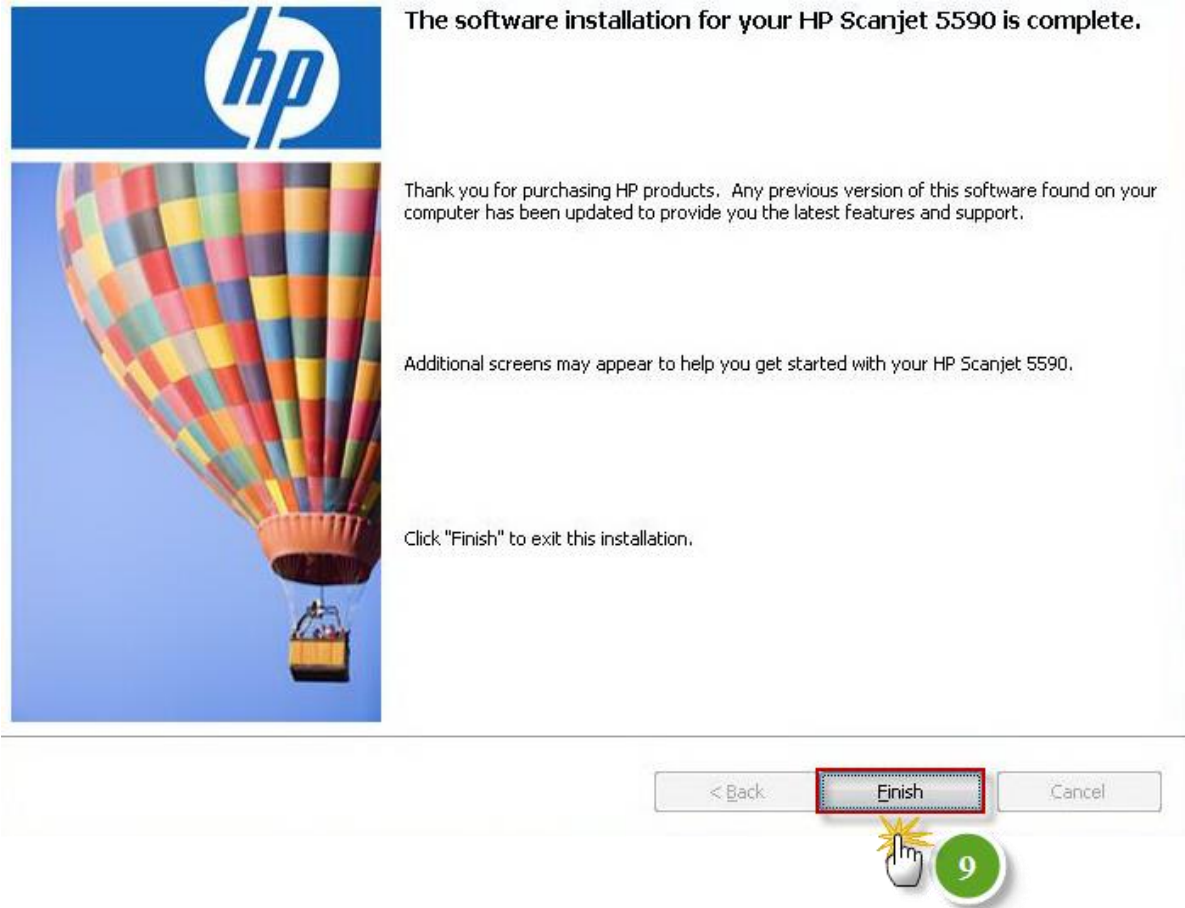 hp
The software installation for your HP Scanjet 5590 is complete.
Thank you for purchasing HP products. Any previous version of this software found on your
computer has been updated to provide you the latest features and support.
Additional screens may appear to help you get started with your HP Scanjet 5590.
Click "Finish" to exit this installation.
< Back
Finish
Cancel
9